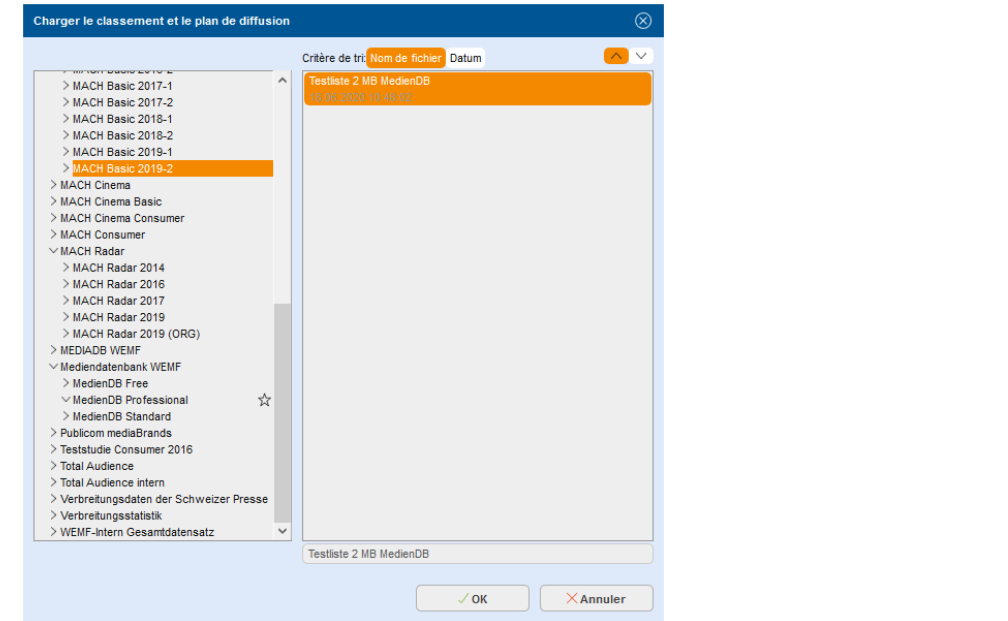 Charger le classement et le plan de diffusion
Critère de tri: Nom de fichier Datum
MACH Basic 2017-1
MACH Basic 2017-2
MACH Basic 2018-1
MACH Basic 2018-2
MACH Basic 2019-1
MACH Basic 2019-2
MACH Cinema
MACH Cinema Basic
MACH Cinema Consumer
MACH Consumer
MACH Radar
MACH Radar 2014
MACH Radar 2016
MACH Radar 2017
MACH Radar 2019
MACH Radar 2019 (ORG)
MEDIADB WEMF
Mediendatenbank WEMF
MedienDB Free
MedienDB Professional
MedienDB Standard
Publicom mediaBrands
Teststudie Consumer 2016
Total Audience
Total Audience intern
Verbreitungsdaten der Schweizer Presse
Verbreitungsstatistik
WEMF-Intern Gesamtdatensatz
Testliste 2 MB MedienDB
Testliste 2 MB MedienDB
OK
Annuler